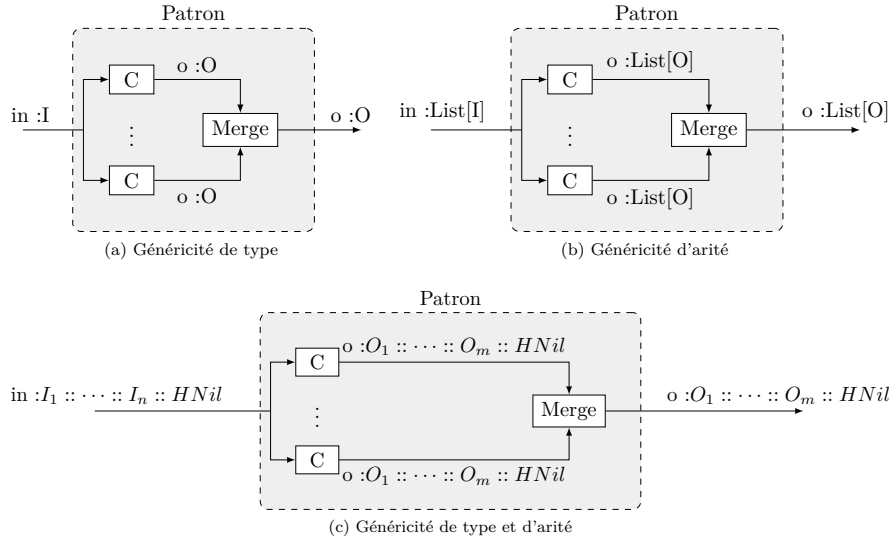 Patron
in :I
C
o :O
⋮
Merge
o :O
C
o :O
(a) Généricité de type
Patron
in :List[I]
C
o :List[O]
⋮
Merge
o :List[O]
C
o :List[O]
(b) Généricité d'arité
Patron
in :I₁ :: ⋯ :: Iₙ :: HNil
C
o :O₁ :: ⋯ :: Oₘ :: HNil
⋮
Merge
o :O₁ :: ⋯ :: Oₘ :: HNil
C
o :O₁ :: ⋯ :: Oₘ :: HNil
(c) Généricité de type et d'arité